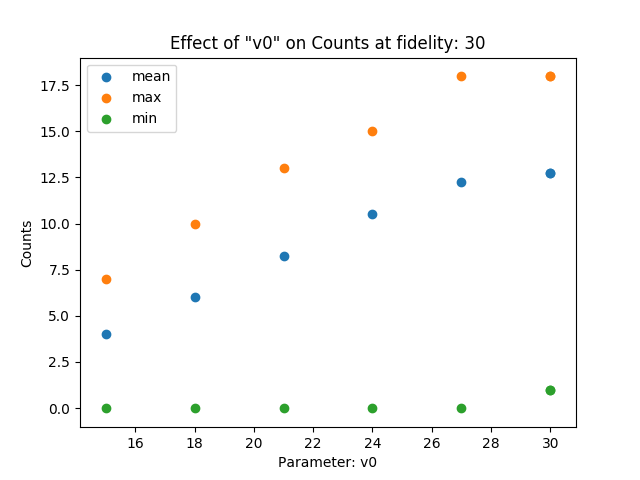 Effect of "v0" on Counts at fidelity: 30
mean
max
min
17.5
15.0
12.5
10.0
7.5
5.0
2.5
0.0
Counts
16 18 20 22 24 26 28 30
Parameter: v0